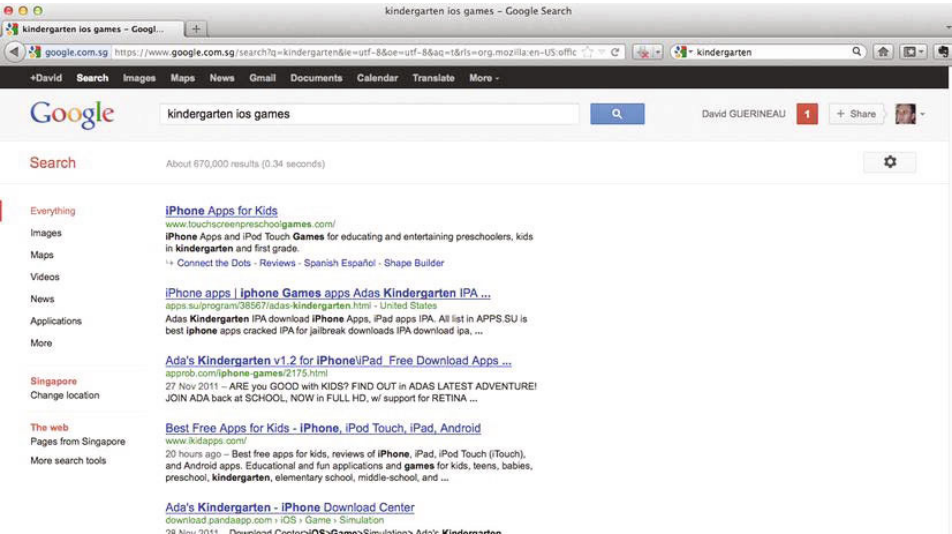 kindergarten ios games - Google Search
kindergarten ios games - Googl...
google.com.sg https://www.google.com.sg/search?q=kindergarten&ie=utf-8&oe=utf-8&aq=t&rls=org.mozilla:en-US:offic
kindergarten
+David Search Images Maps News Gmail Documents Calendar Translate More
Google
kindergarten ios games
David GUERINEAU 1 + Share
Search
About 670,000 results (0.34 seconds)
Everything
Images
Maps
Videos
News
Applications
More
Singapore
Change location
The web
Pages from Singapore
More search tools
iPhone Apps for Kids
www.touchscreenpreschoolgames.com/
iPhone Apps and iPod Touch Games for educating and entertaining preschoolers, kids
in kindergarten and first grade.
Connect the Dots - Reviews - Spanish Español - Shape Builder
iPhone apps | iphone Games apps Adas Kindergarten IPA ...
apps.su/program/38567/adas-kindergarten.html - United States
Adas Kindergarten IPA download iPhone Apps, iPad apps IPA. All list in APPS.SU is
best iphone apps cracked IPA for jailbreak downloads IPA download ipa, ...
Ada's Kindergarten v1.2 for iPhone\iPad Free Download Apps ...
approb.com/iphone-games/2175.html
27 Nov 2011 – ARE you GOOD with KIDS? FIND OUT in ADAS LATEST ADVENTURE!
JOIN ADA back at SCHOOL, NOW in FULL HD, w/ support for RETINA ...
Best Free Apps for Kids - iPhone, iPod Touch, iPad, Android
www.ikidapps.com/
20 hours ago – Best free apps for kids, reviews of iPhone, iPad, iPod Touch (iTouch),
and Android apps. Educational and fun applications and games for kids, teens, babies,
preschool, kindergarten, elementary school, middle-school, and ...
Ada's Kindergarten - iPhone Download Center
download.pandaapp.com › iOS › Game › Simulation
28 Nov 2011 – Download Center>iOS>Game>Simulation> Ada's Kindergarten